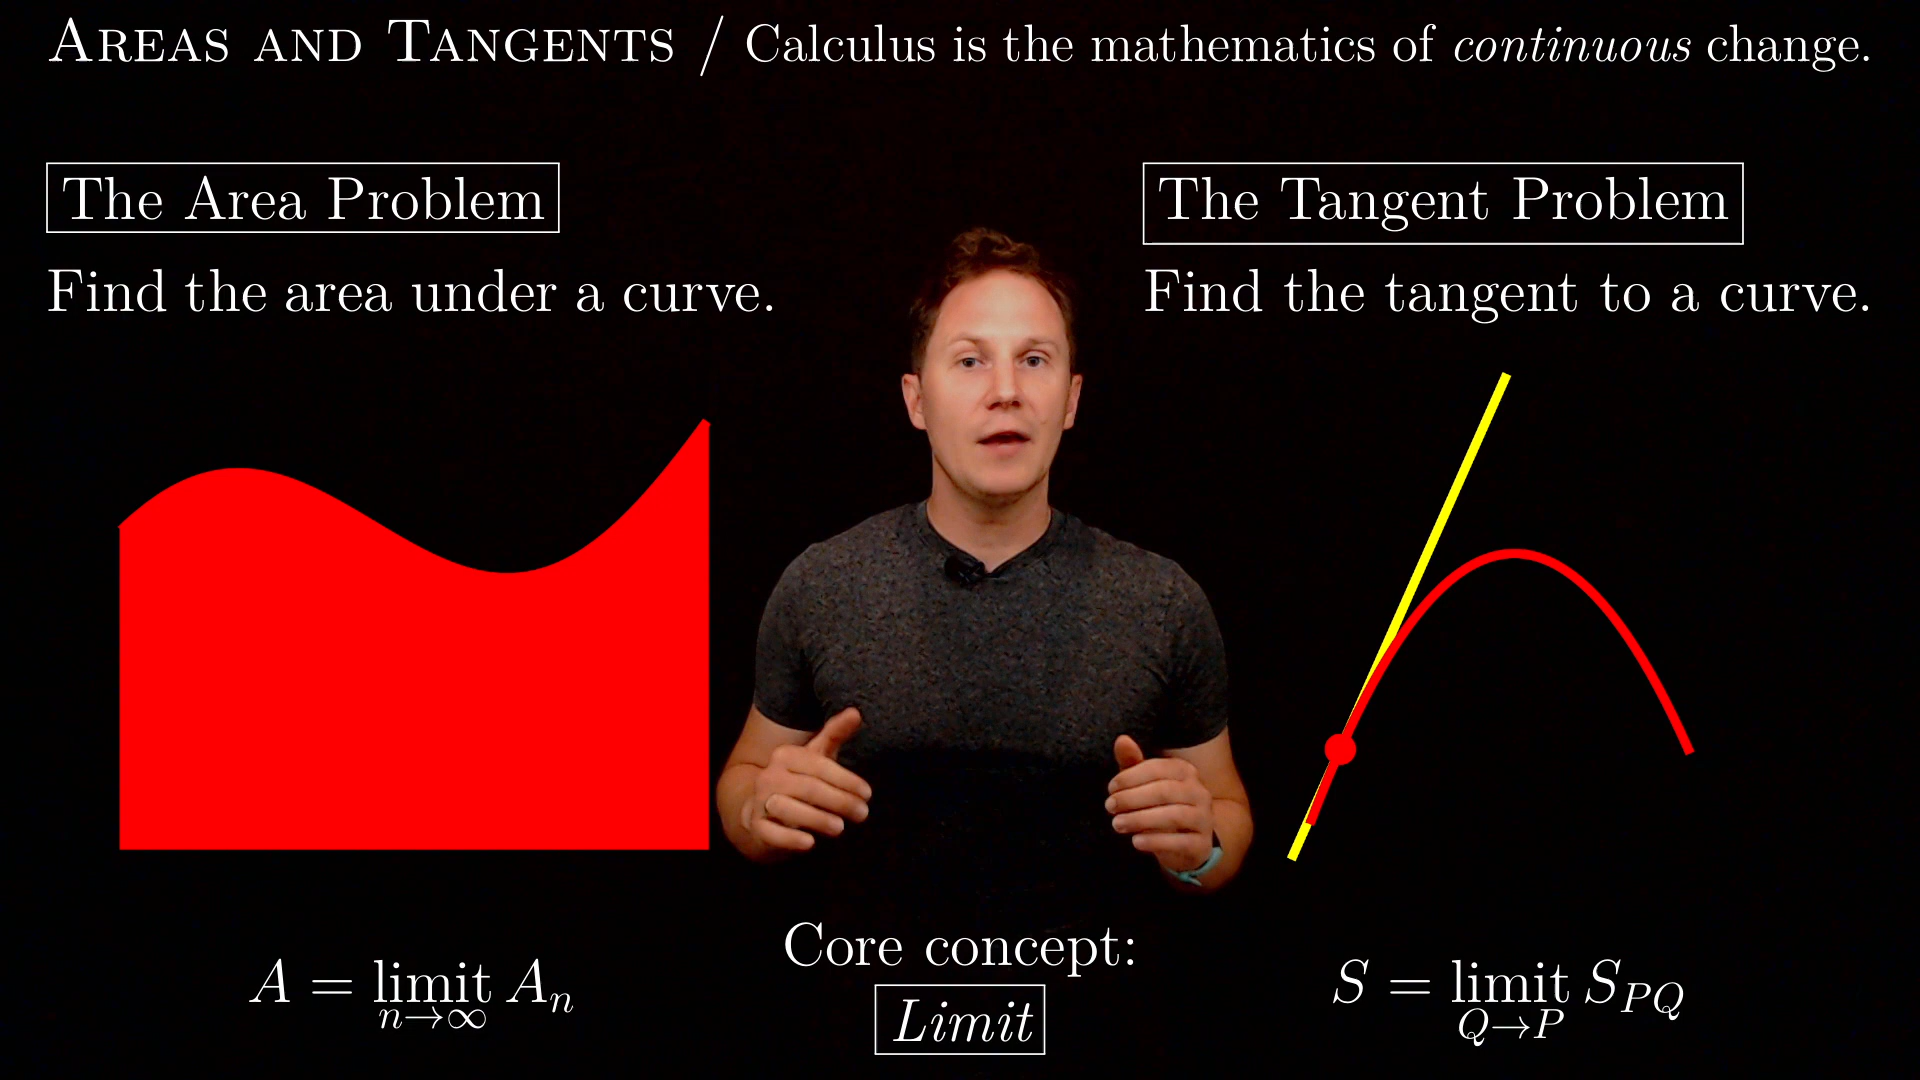 Areas and Tangents / Calculus is the mathematics of continuous change.
The Area Problem
Find the area under a curve.
The Tangent Problem
Find the tangent to a curve.
A = limit n→∞ Aₙ
Core concept:
Limit
S = limit Q→P S_PQ